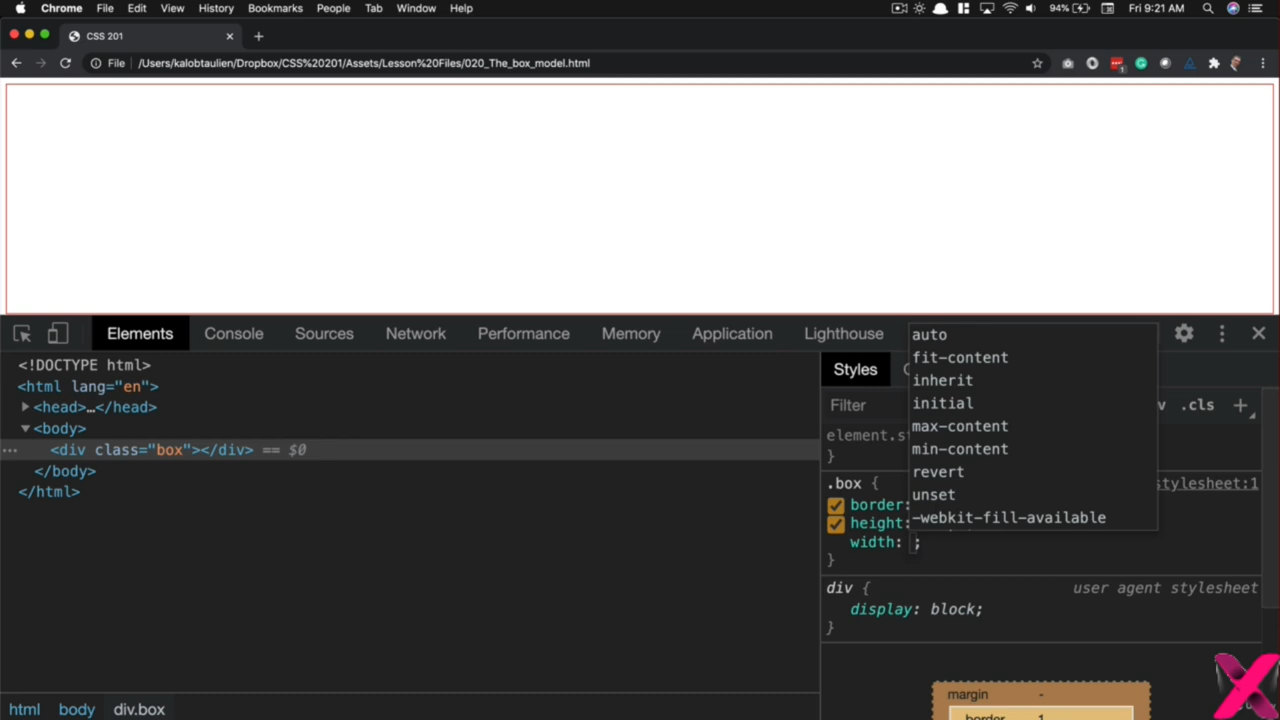 Chrome File Edit View History Bookmarks People Tab Window Help 94% Fri 9:21 AM
CSS 201
File /Users/kalobtaulien/Dropbox/CSS%20201/Assets/Lesson%20Files/020_The_box_model.html
Elements Console Sources Network Performance Memory Application Lighthouse
<!DOCTYPE html>
<html lang="en">
<head>…</head>
<body>
<div class="box"></div> == $0
</body>
</html>
html body div.box
auto
fit-content
inherit
initial
max-content
min-content
revert
unset
-webkit-fill-available
Styles
Filter .cls +
element.st
}
.box { stylesheet:1
border:
height:
width: ;
}
div { user agent stylesheet
display: block;
}
margin -
border 1
X